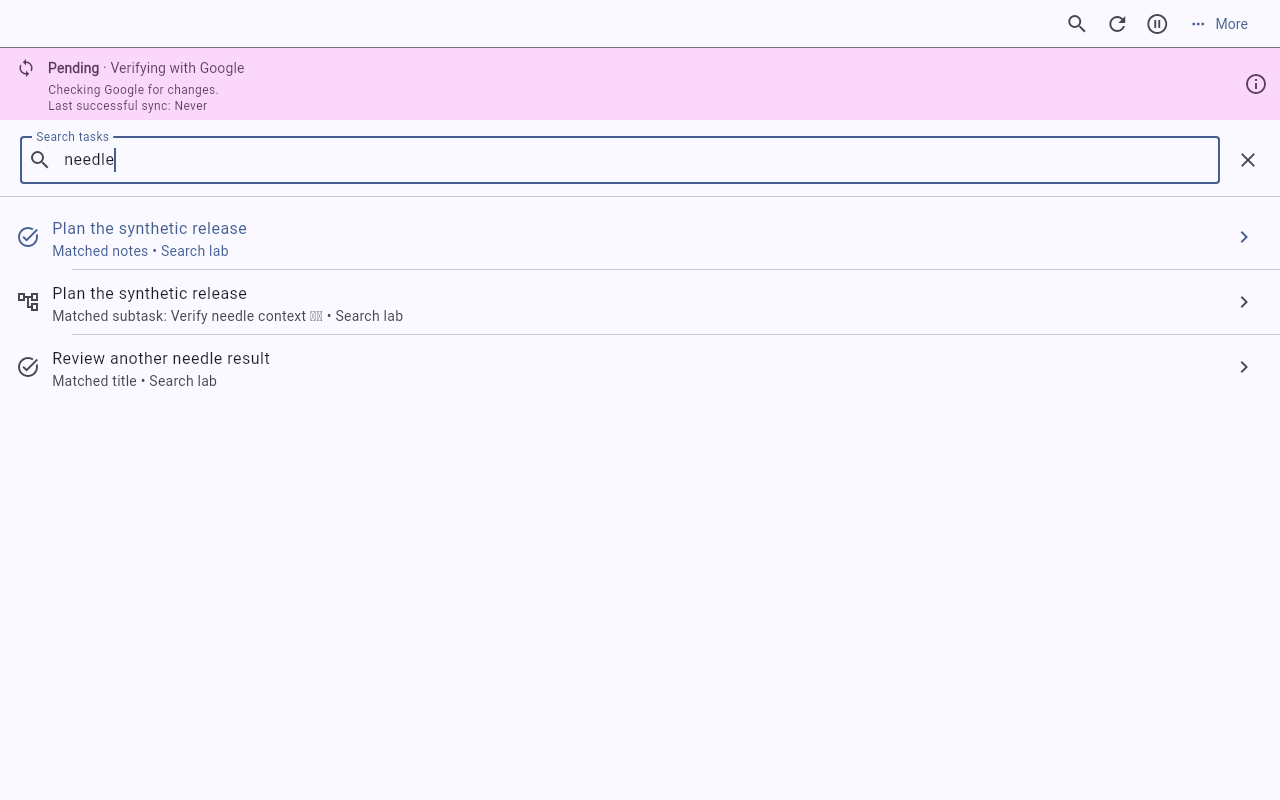 More
Pending · Verifying with Google
Checking Google for changes.
Last successful sync: Never
Search tasks
needle
Plan the synthetic release
Matched notes • Search lab
Plan the synthetic release
Matched subtask: Verify needle context • Search lab
Review another needle result
Matched title • Search lab